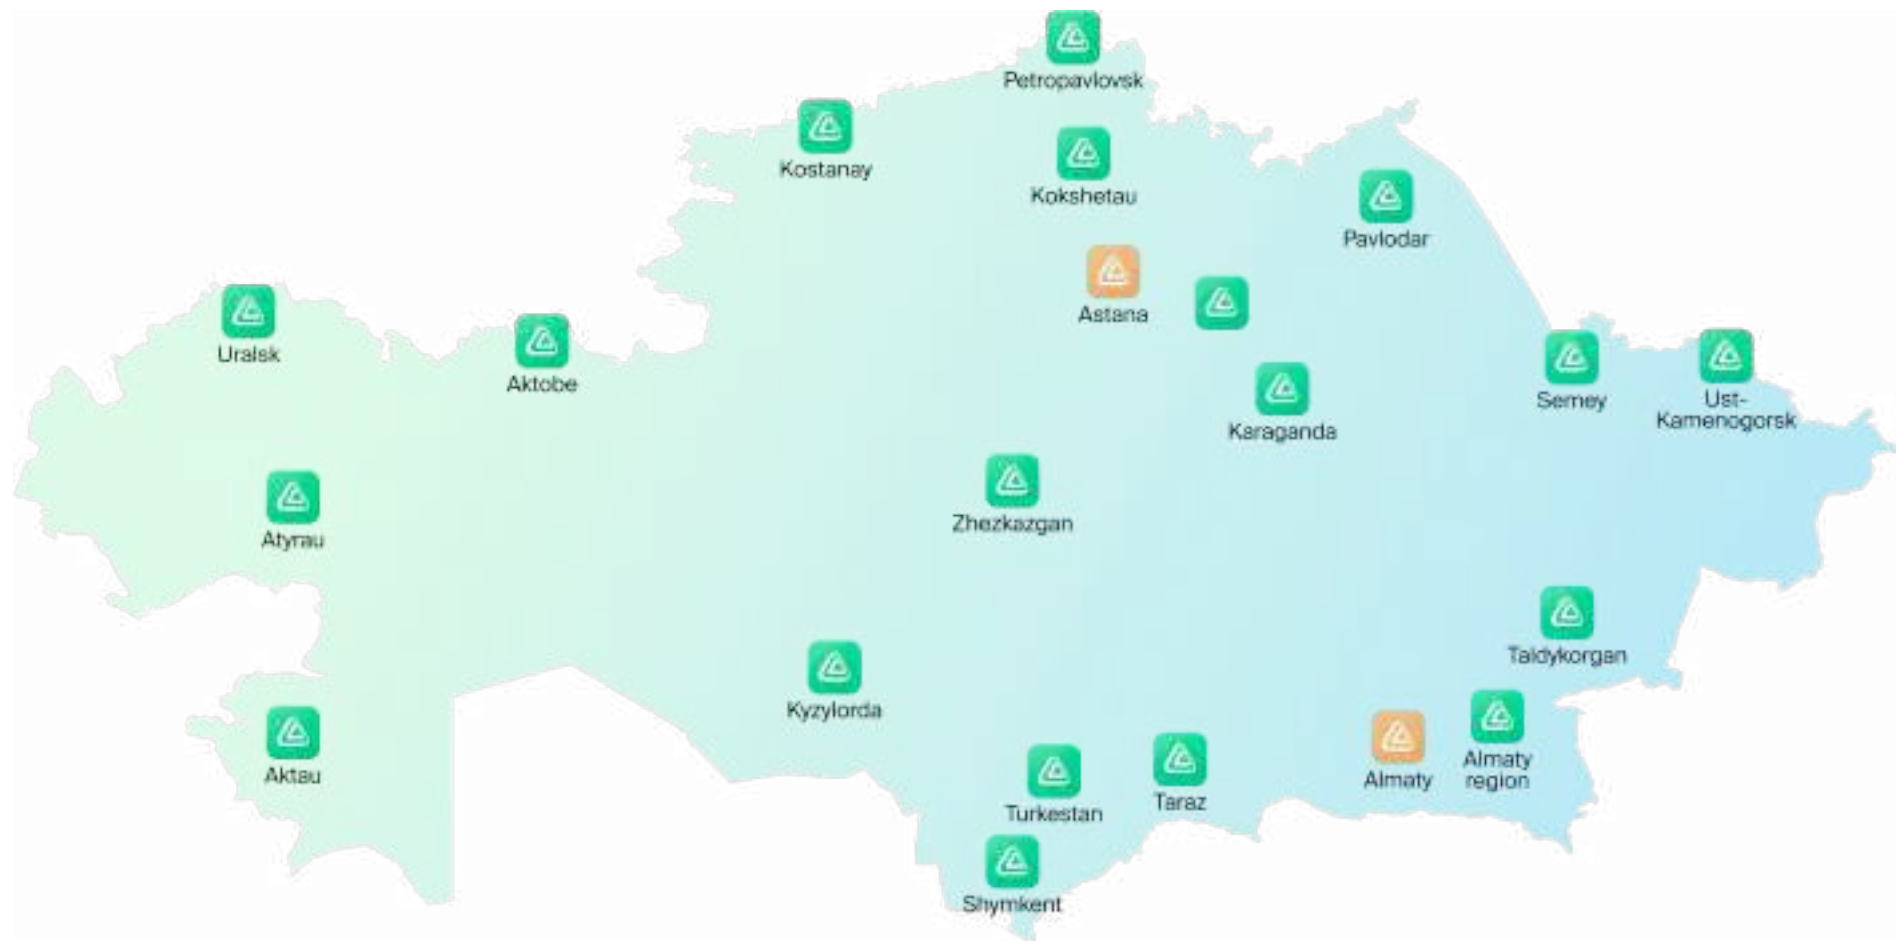 Petropavlovsk
Kostanay
Kokshetau
Pavlodar
Astana
Uralsk
Aktobe
Semey
Ust-
Kamenogorsk
Karaganda
Zhezkazgan
Atyrau
Taldykorgan
Kyzylorda
Aktau
Almaty
Almaty
region
Turkestan
Taraz
Shymkent